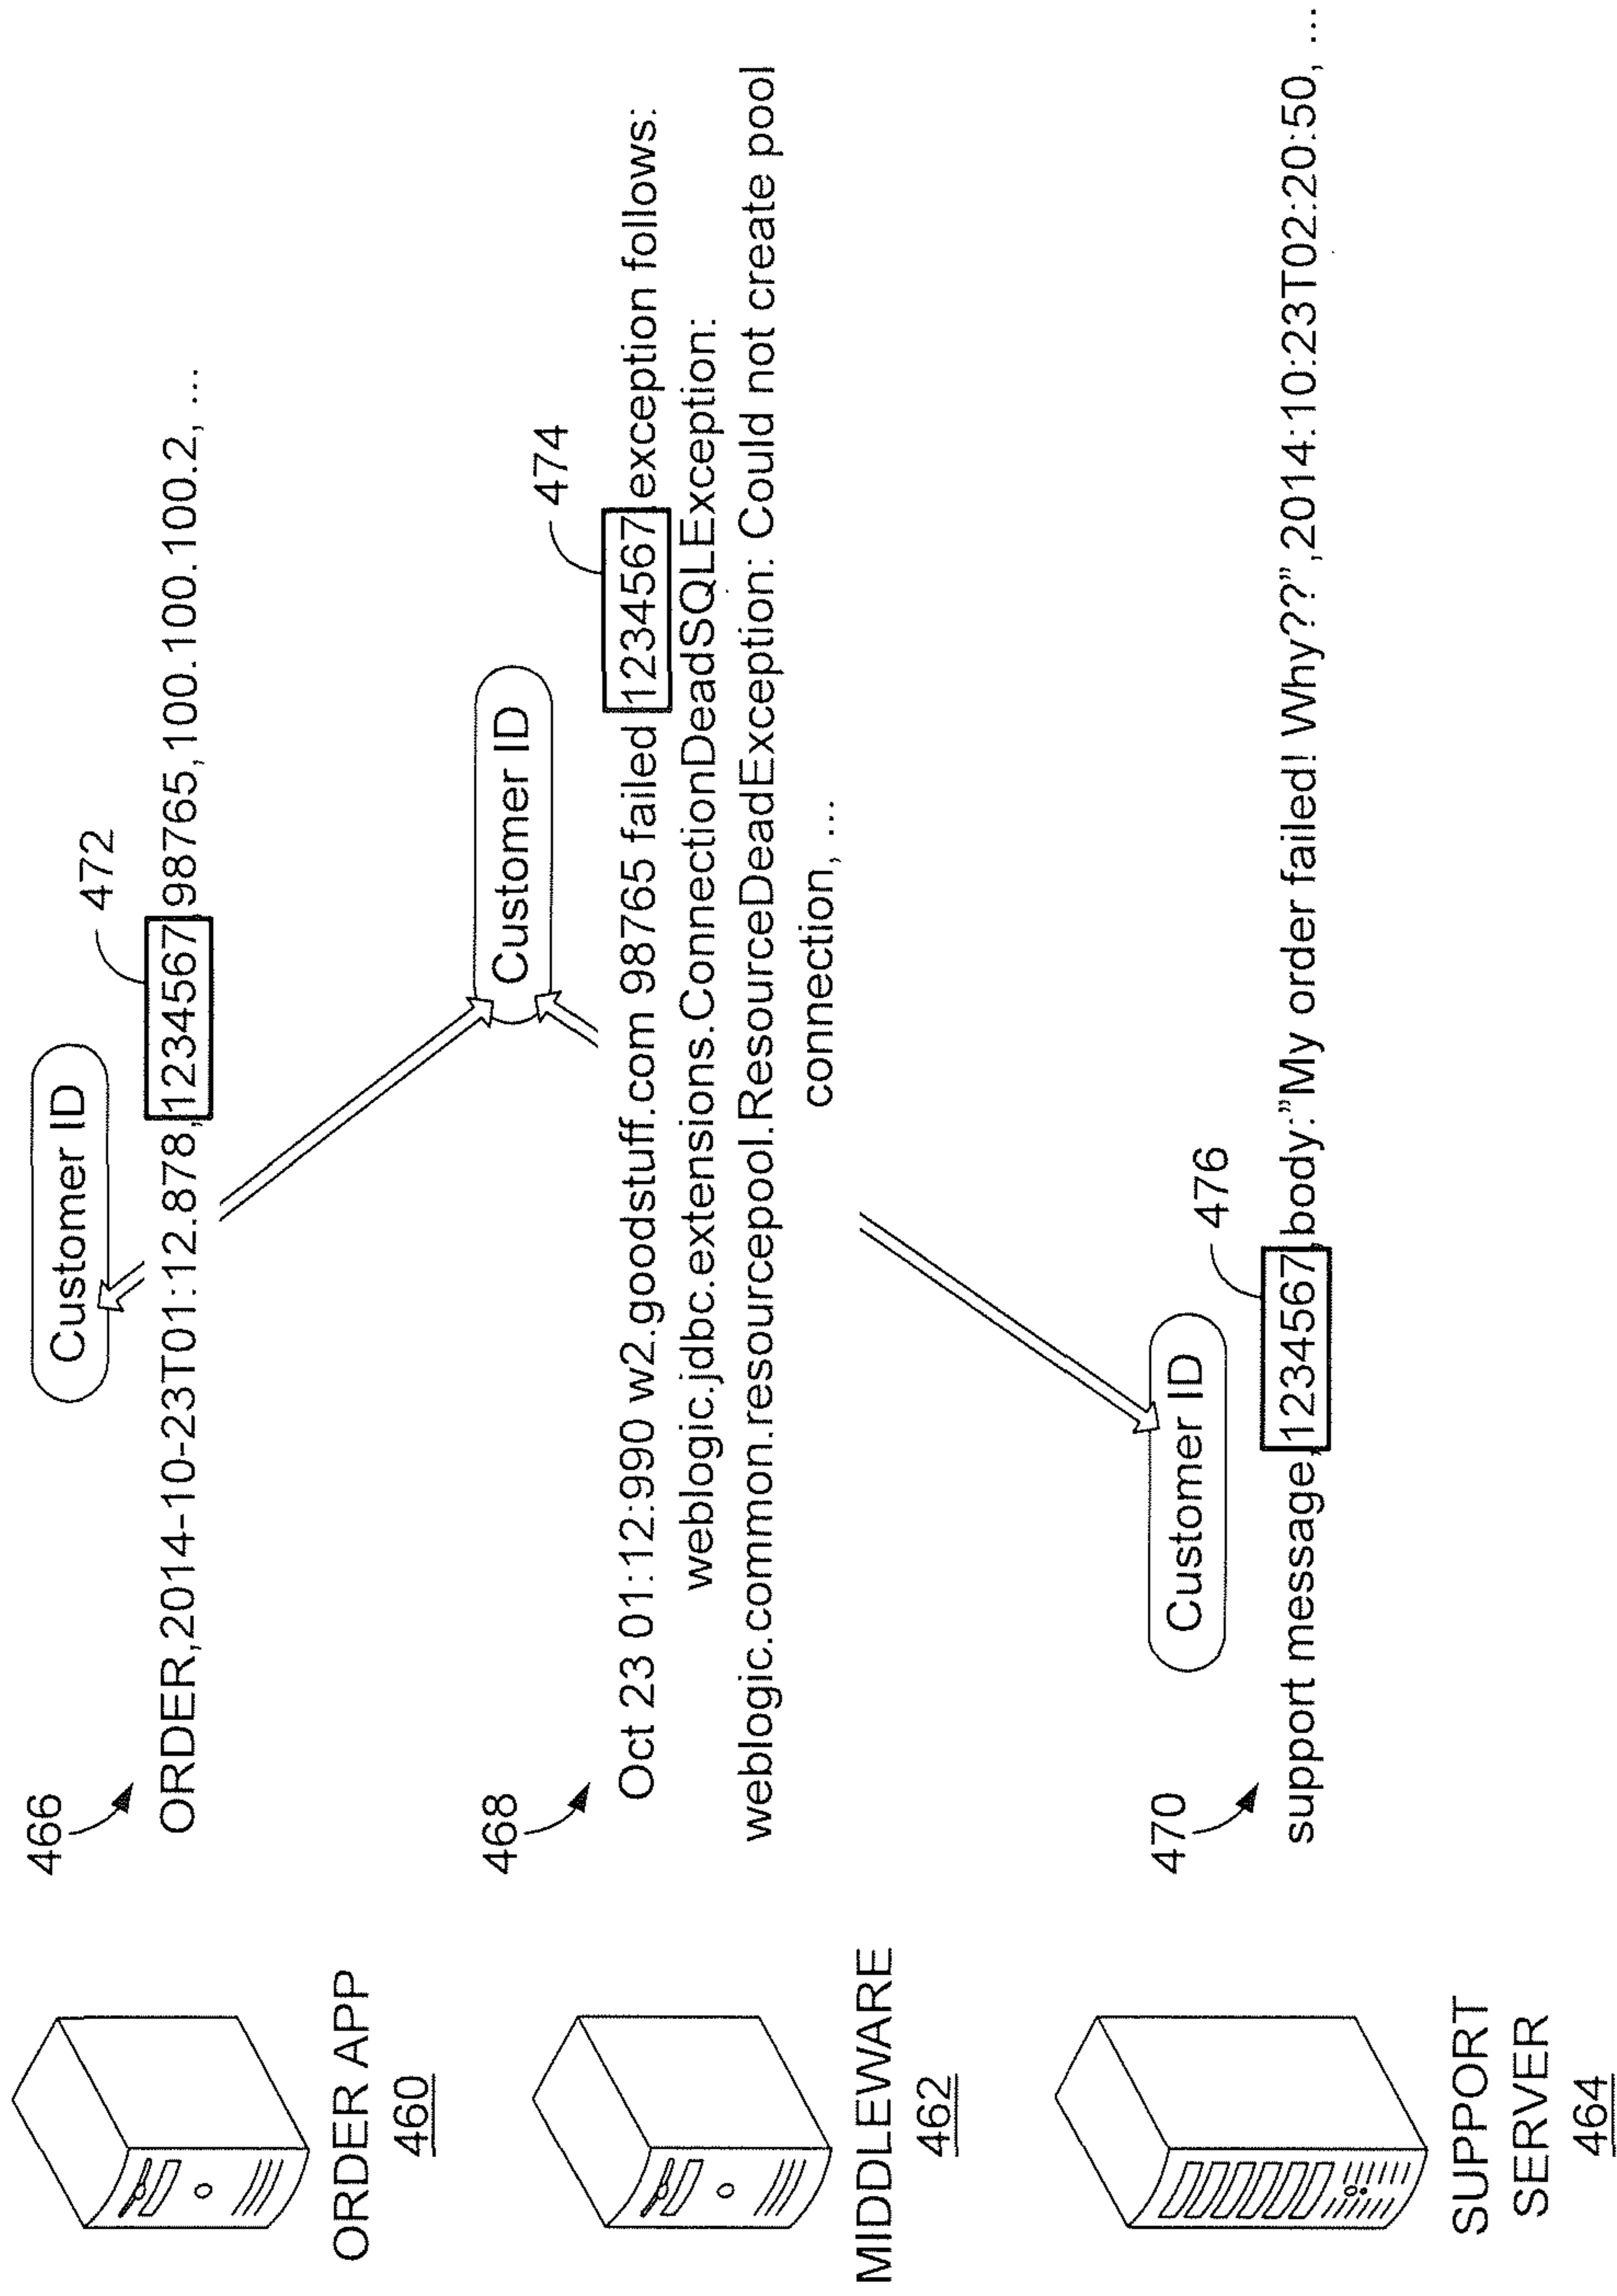 466
Customer ID
472
ORDER,2014-10-23T01:12.878,1234567,98765,100.100.100.2, ...
ORDER APP
460
468
Customer ID
474
Oct 23 01:12:990 w2.goodstuff.com 98765 failed 1234567 exception follows:
weblogic.jdbc.extensions.ConnectionDeadSQLException:
weblogic.common.resourcepool.ResourceDeadException: Could not create pool
connection, ...
MIDDLEWARE
462
470
Customer ID
476
support message,1234567,body:”My order failed! Why??”,2014:10:23T02:20:50, ...
SUPPORT
SERVER
464